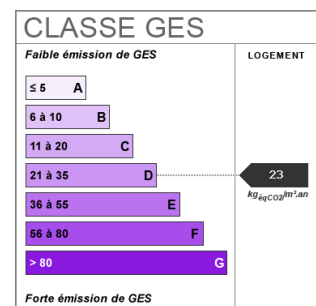 CLASSE GES
Faible émission de GES
LOGEMENT
≤ 5 A
6 à 10 B
11 à 20 C
21 à 35 D
23
36 à 55 E
kgéqCO2/m².an
56 à 80 F
> 80 G
Forte émission de GES